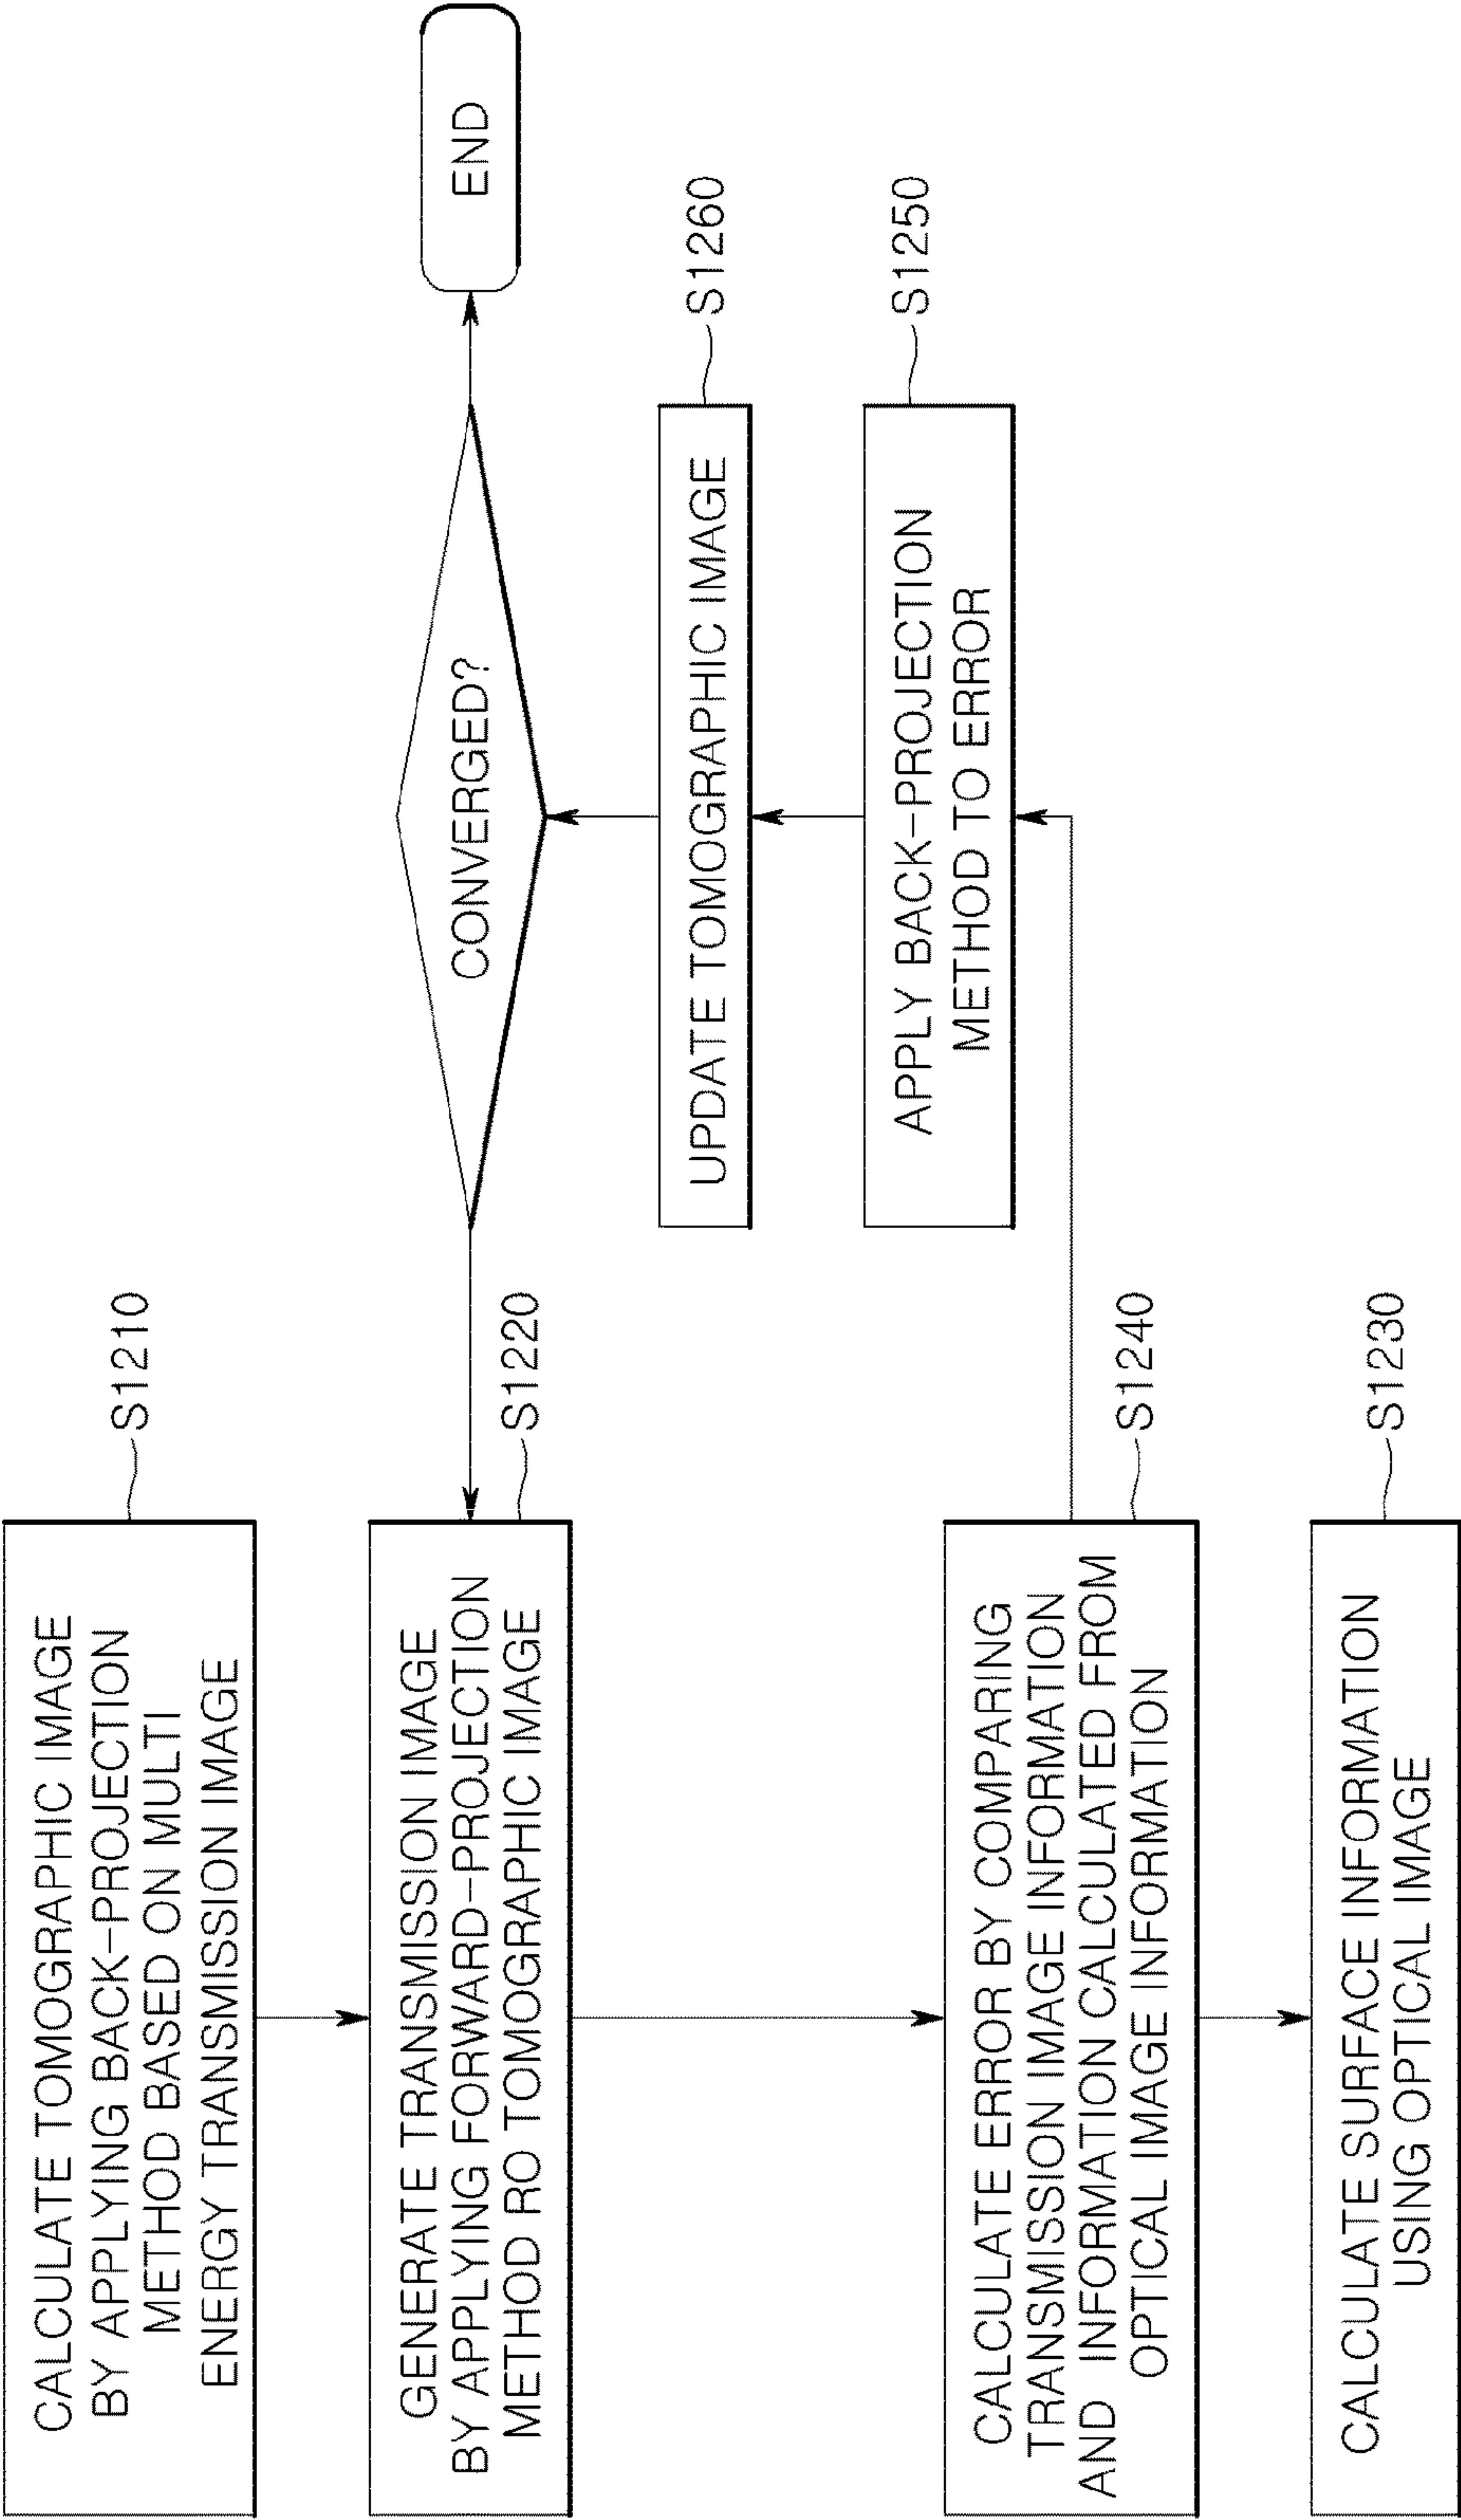 CALCULATE TOMOGRAPHIC IMAGE
BY APPLYING BACK-PROJECTION
METHOD BASED ON MULTI
ENERGY TRANSMISSION IMAGE
S1210
GENERATE TRANSMISSION IMAGE
BY APPLYING FORWARD-PROJECTION
METHOD RO TOMOGRAPHIC IMAGE
S1220
CALCULATE ERROR BY COMPARING
TRANSMISSION IMAGE INFORMATION
AND INFORMATION CALCULATED FROM
OPTICAL IMAGE INFORMATION
S1240
CALCULATE SURFACE INFORMATION
USING OPTICAL IMAGE
S1230
CONVERGED?
END
UPDATE TOMOGRAPHIC IMAGE
S1260
APPLY BACK-PROJECTION
METHOD TO ERROR
S1250